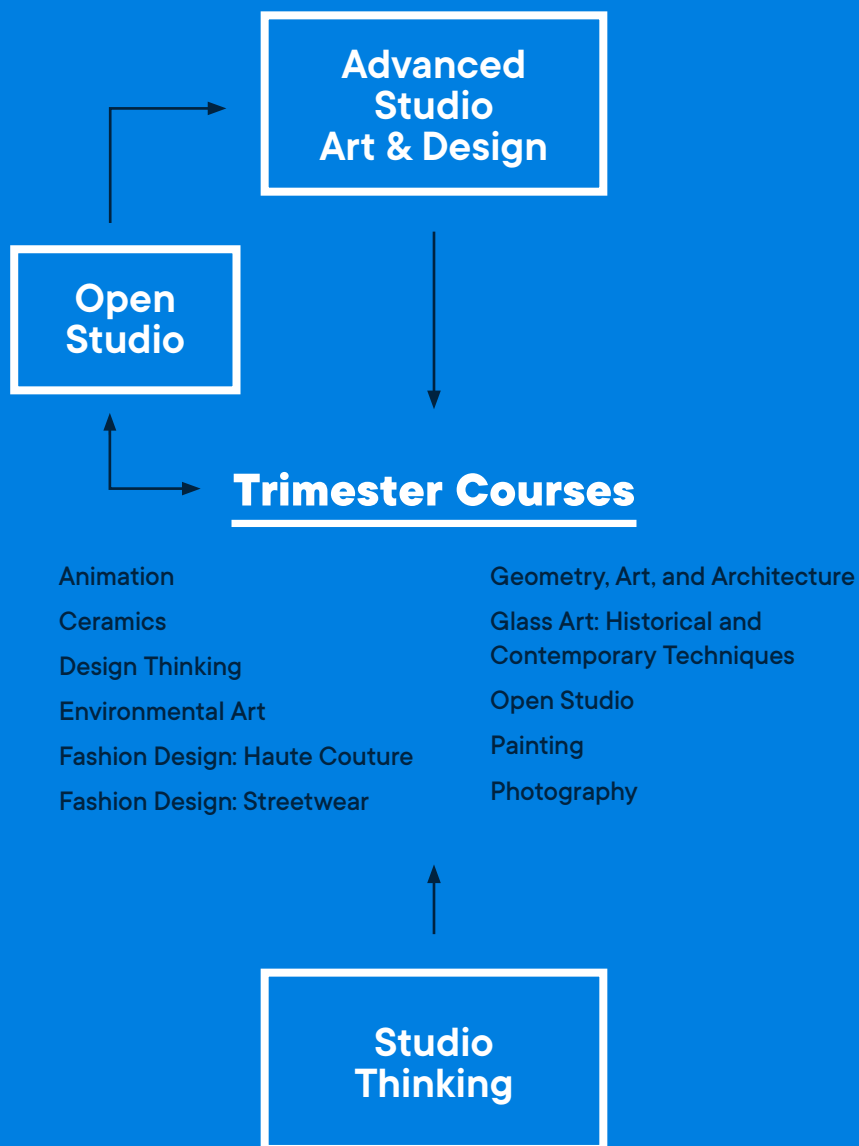 Advanced
Studio
Art & Design
Open
Studio
Trimester Courses
Animation
Ceramics
Design Thinking
Environmental Art
Fashion Design: Haute Couture
Fashion Design: Streetwear
Geometry, Art, and Architecture
Glass Art: Historical and
Contemporary Techniques
Open Studio
Painting
Photography
Studio
Thinking